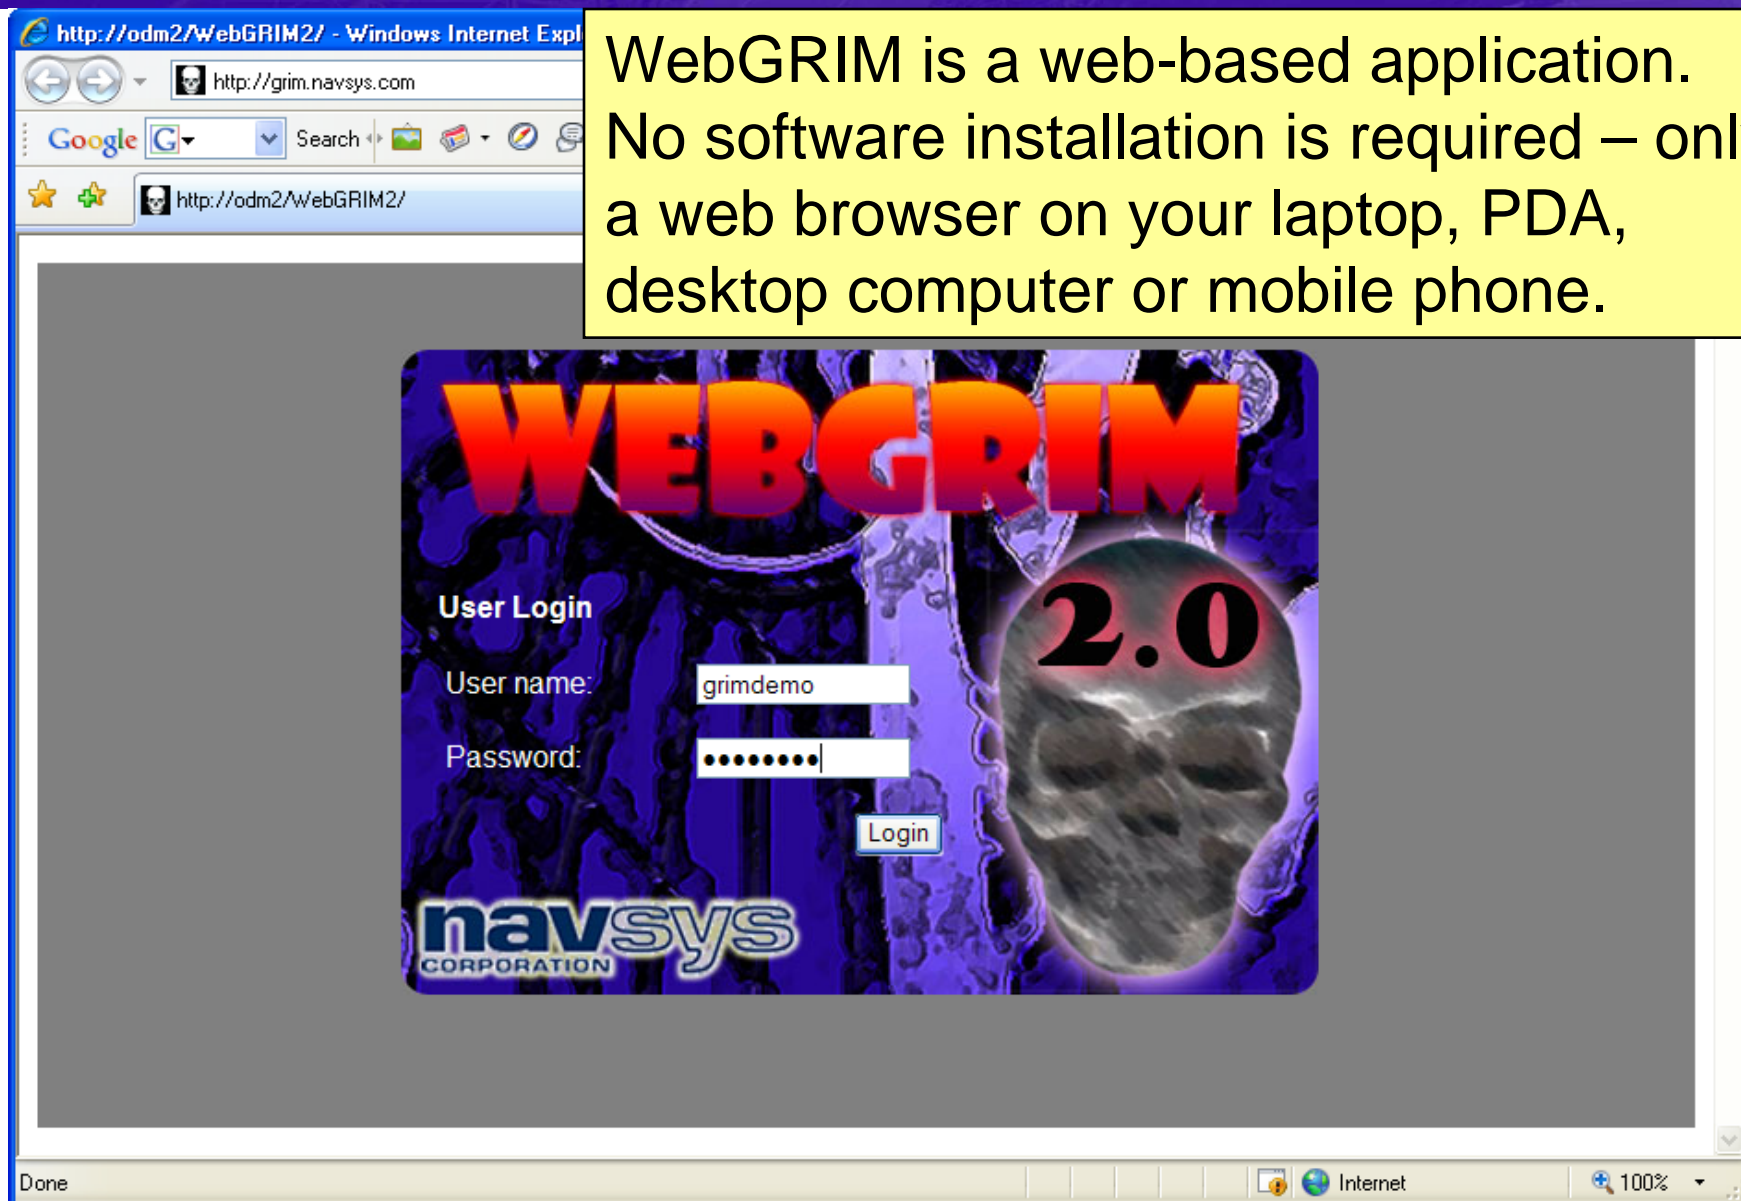 http://odm2/WebGRIM2/ - Windows Internet Expl
http://grim.navsys.com
Google G Search
http://odm2/WebGRIM2/
WebGRIM is a web-based application.
No software installation is required – onl
a web browser on your laptop, PDA,
desktop computer or mobile phone.
WEBGRIM
2.0
User Login
User name: grimdemo
Password: ••••••••
Login
navsys
CORPORATION
Done Internet 100%